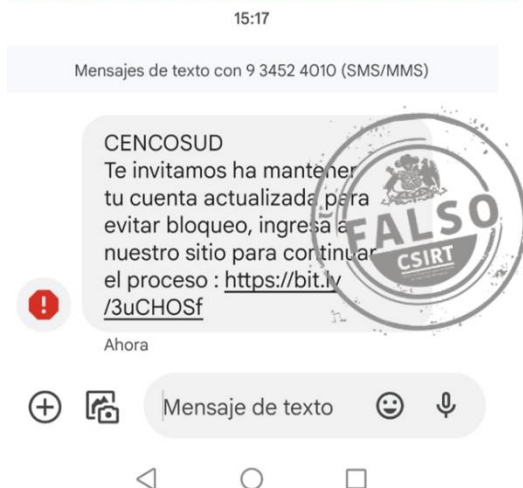 15:17
Mensajes de texto con 9 3452 4010 (SMS/MMS)
CENCOSUD
Te invitamos ha mantener
tu cuenta actualizada para
evitar bloqueo, ingresa a
nuestro sitio para continuar
el proceso : https://bit.ly
/3uCHOSf
FALSO
CSIRT
Ahora
Mensaje de texto